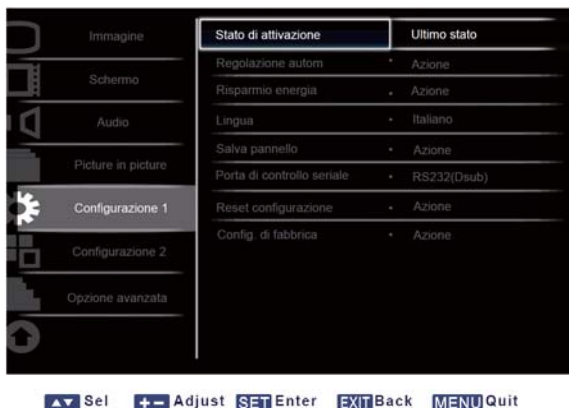 Immagine
Schermo
Audio
Picture in picture
Configurazione 1
Configurazione 2
Opzione avanzata
Stato di attivazione Ultimo stato
Regolazione autom • Azione
Risparmio energia • Azione
Lingua • Italiano
Salva pannello • Azione
Porta di controllo seriale • RS232(Dsub)
Reset configurazione • Azione
Config. di fabbrica • Azione
▲▼ Sel + − Adjust SET Enter EXIT Back MENU Quit